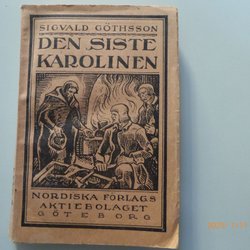 SIGVALD GÖTHSSON
DEN SISTE
KAROLINEN
NORDISKA FÖRLAGS
AKTIEBOLAGET
GÖTEBORG